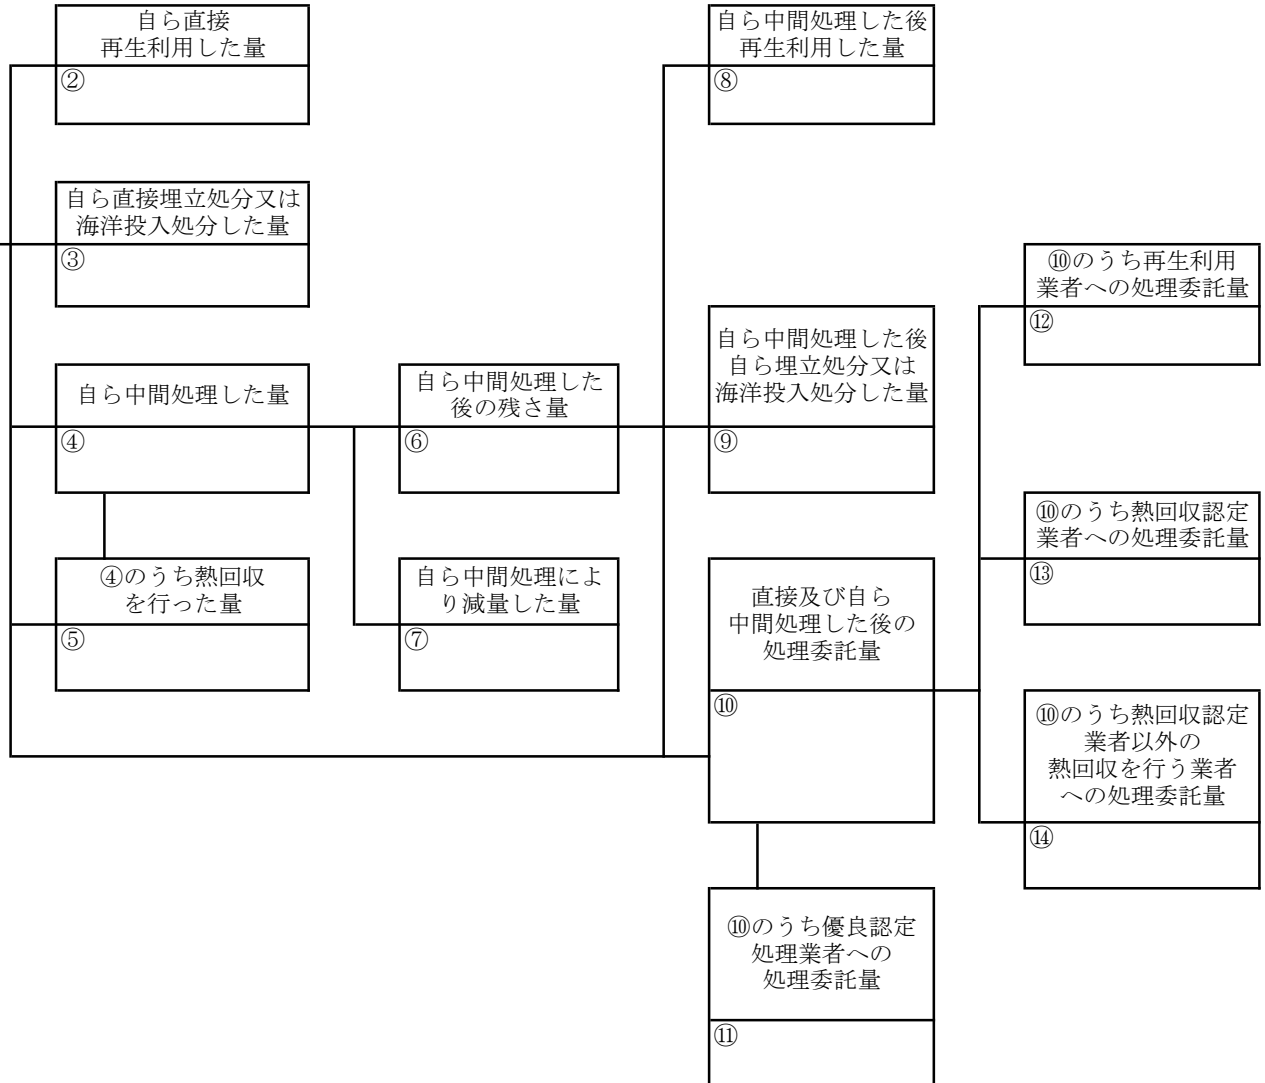 自ら直接
再生利用した量
②
自ら直接埋立処分又は
海洋投入処分した量
③
自ら中間処理した量
④
④のうち熱回収
を行った量
⑤
自ら中間処理した
後の残さ量
⑥
自ら中間処理によ
り減量した量
⑦
自ら中間処理した後
再生利用した量
⑧
自ら中間処理した後
自ら埋立処分又は
海洋投入処分した量
⑨
直接及び自ら
中間処理した後の
処理委託量
⑩
⑩のうち優良認定
処理業者への
処理委託量
⑪
⑩のうち再生利用
業者への処理委託量
⑫
⑩のうち熱回収認定
業者への処理委託量
⑬
⑩のうち熱回収認定
業者以外の
熱回収を行う業者
への処理委託量
⑭